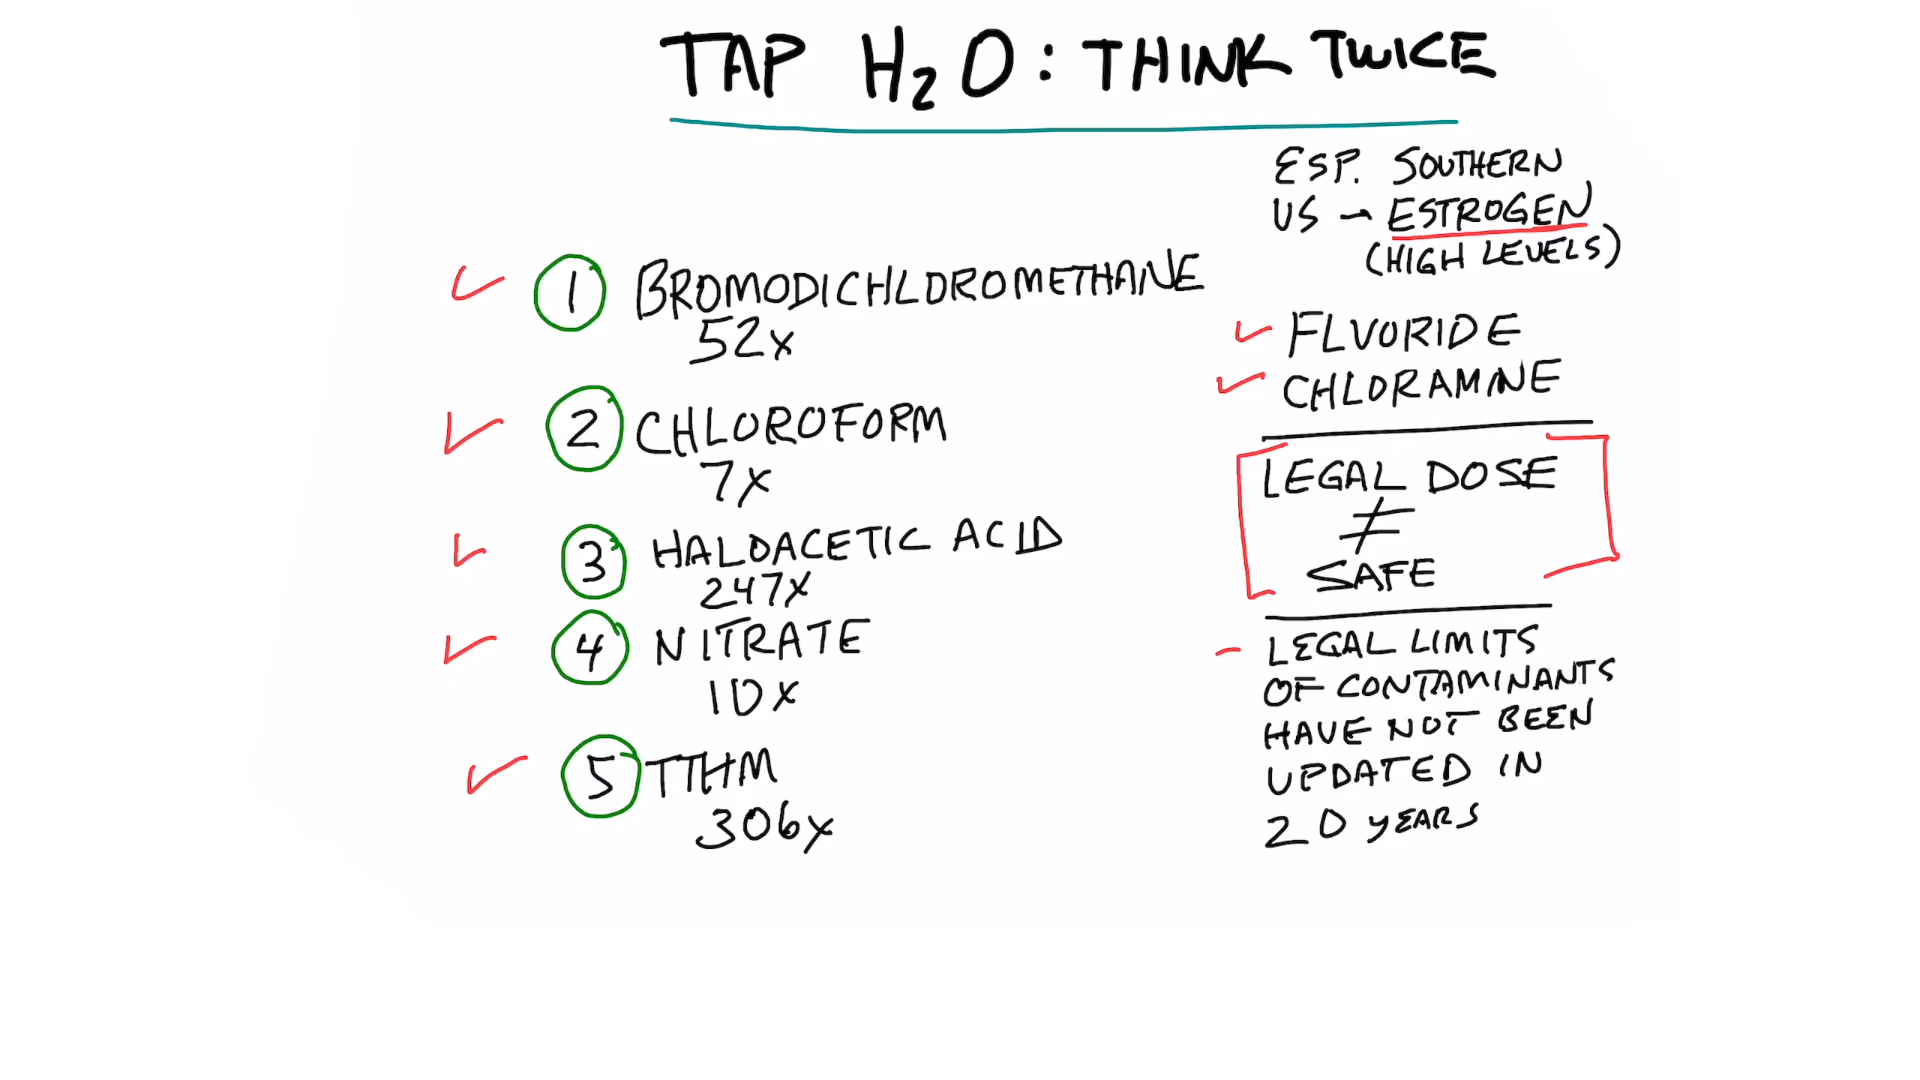 TAP H2O: THINK TWICE
1 BROMODICHLOROMETHANE
52x
2 CHLOROFORM
7x
3 HALOACETIC ACID
247x
4 NITRATE
10x
5 TTHM
306x
ESP. SOUTHERN
US → ESTROGEN
(HIGH LEVELS)
FLUORIDE
CHLORAMINE
LEGAL DOSE
≠
SAFE
- LEGAL LIMITS
OF CONTAMINANTS
HAVE NOT BEEN
UPDATED IN
20 YEARS